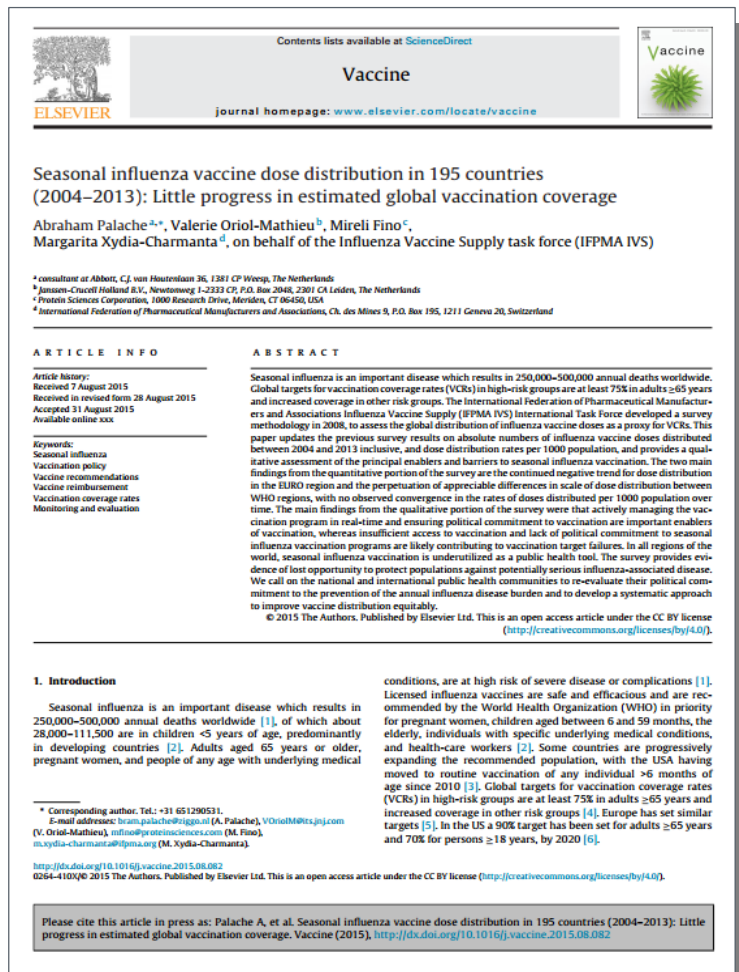 Contents lists available at ScienceDirect
Vaccine
journal homepage: www.elsevier.com/locate/vaccine
ELSEVIER
Vaccine
Seasonal influenza vaccine dose distribution in 195 countries
(2004–2013): Little progress in estimated global vaccination coverage
Abraham Palache a,*, Valerie Oriol-Mathieu b, Mireli Fino c,
Margarita Xydia-Charmanta d, on behalf of the Influenza Vaccine Supply task force (IFPMA IVS)
a consultant at Abbott, C.J. van Houtenlaan 36, 1381 CP Weesp, The Netherlands
b Janssen-Crucell Holland B.V., Newtonweg 1-2333 CP, P.O. Box 2048, 2301 CA Leiden, The Netherlands
c Protein Sciences Corporation, 1000 Research Drive, Meriden, CT 06450, USA
d International Federation of Pharmaceutical Manufacturers and Associations, Ch. des Mines 9, P.O. Box 195, 1211 Geneva 20, Switzerland
ARTICLE INFO
Article history:
Received 7 August 2015
Received in revised form 28 August 2015
Accepted 31 August 2015
Available online xxx
Keywords:
Seasonal influenza
Vaccination policy
Vaccine recommendations
Vaccine reimbursement
Vaccination coverage rates
Monitoring and evaluation
ABSTRACT
Seasonal influenza is an important disease which results in 250,000–500,000 annual deaths worldwide.
Global targets for vaccination coverage rates (VCRs) in high-risk groups are at least 75% in adults ≥65 years
and increased coverage in other risk groups. The International Federation of Pharmaceutical Manufactur-
ers and Associations Influenza Vaccine Supply (IFPMA IVS) International Task Force developed a survey
methodology in 2008, to assess the global distribution of influenza vaccine doses as a proxy for VCRs. This
paper updates the previous survey results on absolute numbers of influenza vaccine doses distributed
between 2004 and 2013 inclusive, and dose distribution rates per 1000 population, and provides a qual-
itative assessment of the principal enablers and barriers to seasonal influenza vaccination. The two main
findings from the quantitative portion of the survey are the continued negative trend for dose distribution
in the EURO region and the perpetuation of appreciable differences in scale of dose distribution between
WHO regions, with no observed convergence in the rates of doses distributed per 1000 population over
time. The main findings from the qualitative portion of the survey were that actively managing the vac-
cination program in real-time and ensuring political commitment to vaccination are important enablers
of vaccination, whereas insufficient access to vaccination and lack of political commitment to seasonal
influenza vaccination programs are likely contributing to vaccination target failures. In all regions of the
world, seasonal influenza vaccination is underutilized as a public health tool. The survey provides evi-
dence of lost opportunity to protect populations against potentially serious influenza-associated disease.
We call on the national and international public health communities to re-evaluate their political com-
mitment to the prevention of the annual influenza disease burden and to develop a systematic approach
to improve vaccine distribution equitably.
© 2015 The Authors. Published by Elsevier Ltd. This is an open access article under the CC BY license
(http://creativecommons.org/licenses/by/4.0/).
1. Introduction
Seasonal influenza is an important disease which results in
250,000–500,000 annual deaths worldwide [1], of which about
28,000–111,500 are in children <5 years of age, predominantly
in developing countries [2]. Adults aged 65 years or older,
pregnant women, and people of any age with underlying medical
conditions, are at high risk of severe disease or complications [1].
Licensed influenza vaccines are safe and efficacious and are rec-
ommended by the World Health Organization (WHO) in priority
for pregnant women, children aged between 6 and 59 months, the
elderly, individuals with specific underlying medical conditions,
and health-care workers [2]. Some countries are progressively
expanding the recommended population, with the USA having
moved to routine vaccination of any individual >6 months of
age since 2010 [3]. Global targets for vaccination coverage rates
(VCRs) in high-risk groups are at least 75% in adults ≥65 years and
increased coverage in other risk groups [4]. Europe has set similar
targets [5]. In the US a 90% target has been set for adults ≥65 years
and 70% for persons ≥18 years, by 2020 [6].
* Corresponding author. Tel.: +31 651290531.
E-mail addresses: bram.palache@ziggo.nl (A. Palache), VOriolM@its.jnj.com
(V. Oriol-Mathieu), mfino@proteinsciences.com (M. Fino),
m.xydia-charmanta@ifpma.org (M. Xydia-Charmanta).
http://dx.doi.org/10.1016/j.vaccine.2015.08.082
0264-410X/© 2015 The Authors. Published by Elsevier Ltd. This is an open access article under the CC BY license (http://creativecommons.org/licenses/by/4.0/).
Please cite this article in press as: Palache A, et al. Seasonal influenza vaccine dose distribution in 195 countries (2004–2013): Little
progress in estimated global vaccination coverage. Vaccine (2015), http://dx.doi.org/10.1016/j.vaccine.2015.08.082